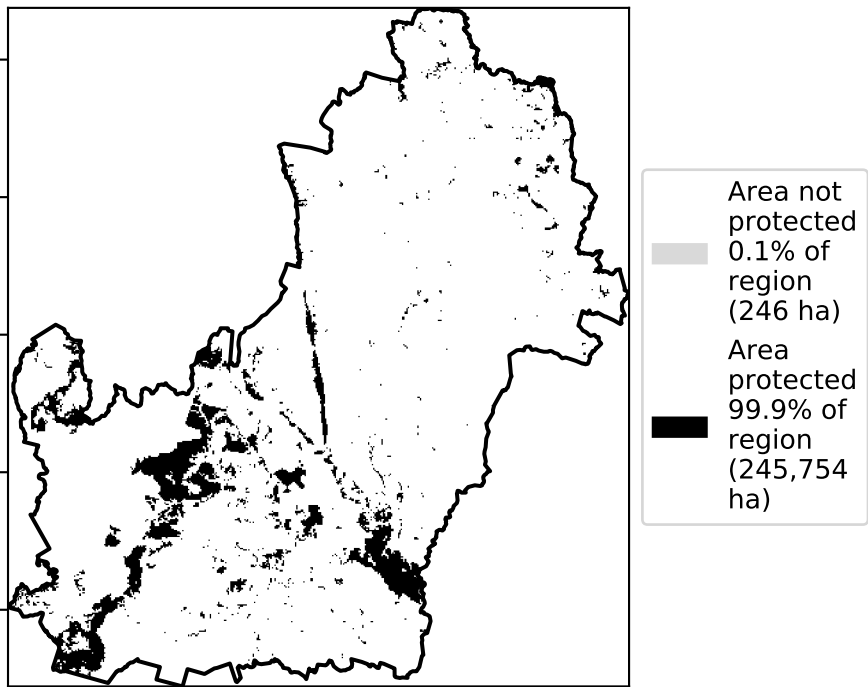 Area not
protected
0.1% of
region
(246 ha)
Area
protected
99.9% of
region
(245,754
ha)